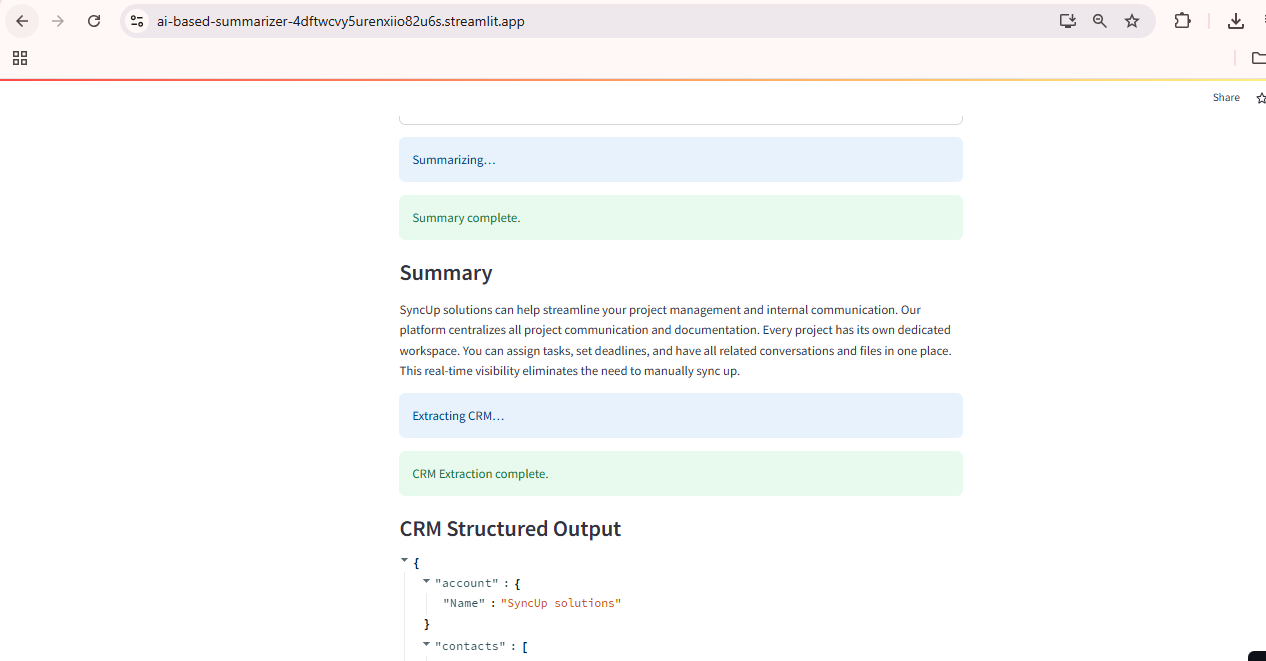 ai-based-summarizer-4dftwcvy5urenxiio82u6s.streamlit.app
Share
Summarizing…
Summary complete.
Summary
SyncUp solutions can help streamline your project management and internal communication. Our
platform centralizes all project communication and documentation. Every project has its own dedicated
workspace. You can assign tasks, set deadlines, and have all related conversations and files in one place.
This real-time visibility eliminates the need to manually sync up.
Extracting CRM…
CRM Extraction complete.
CRM Structured Output
{
"account" : {
"Name" : "SyncUp solutions"
}
"contacts" : [